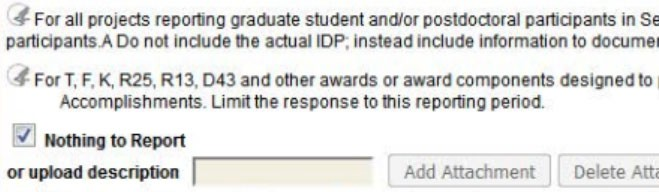 For all projects reporting graduate student and/or postdoctoral participants in Se
participants.A Do not include the actual IDP; instead include information to documen
For T, F, K, R25, R13, D43 and other awards or award components designed to
Accomplishments. Limit the response to this reporting period.
Nothing to Report
or upload description Add Attachment Delete Atta